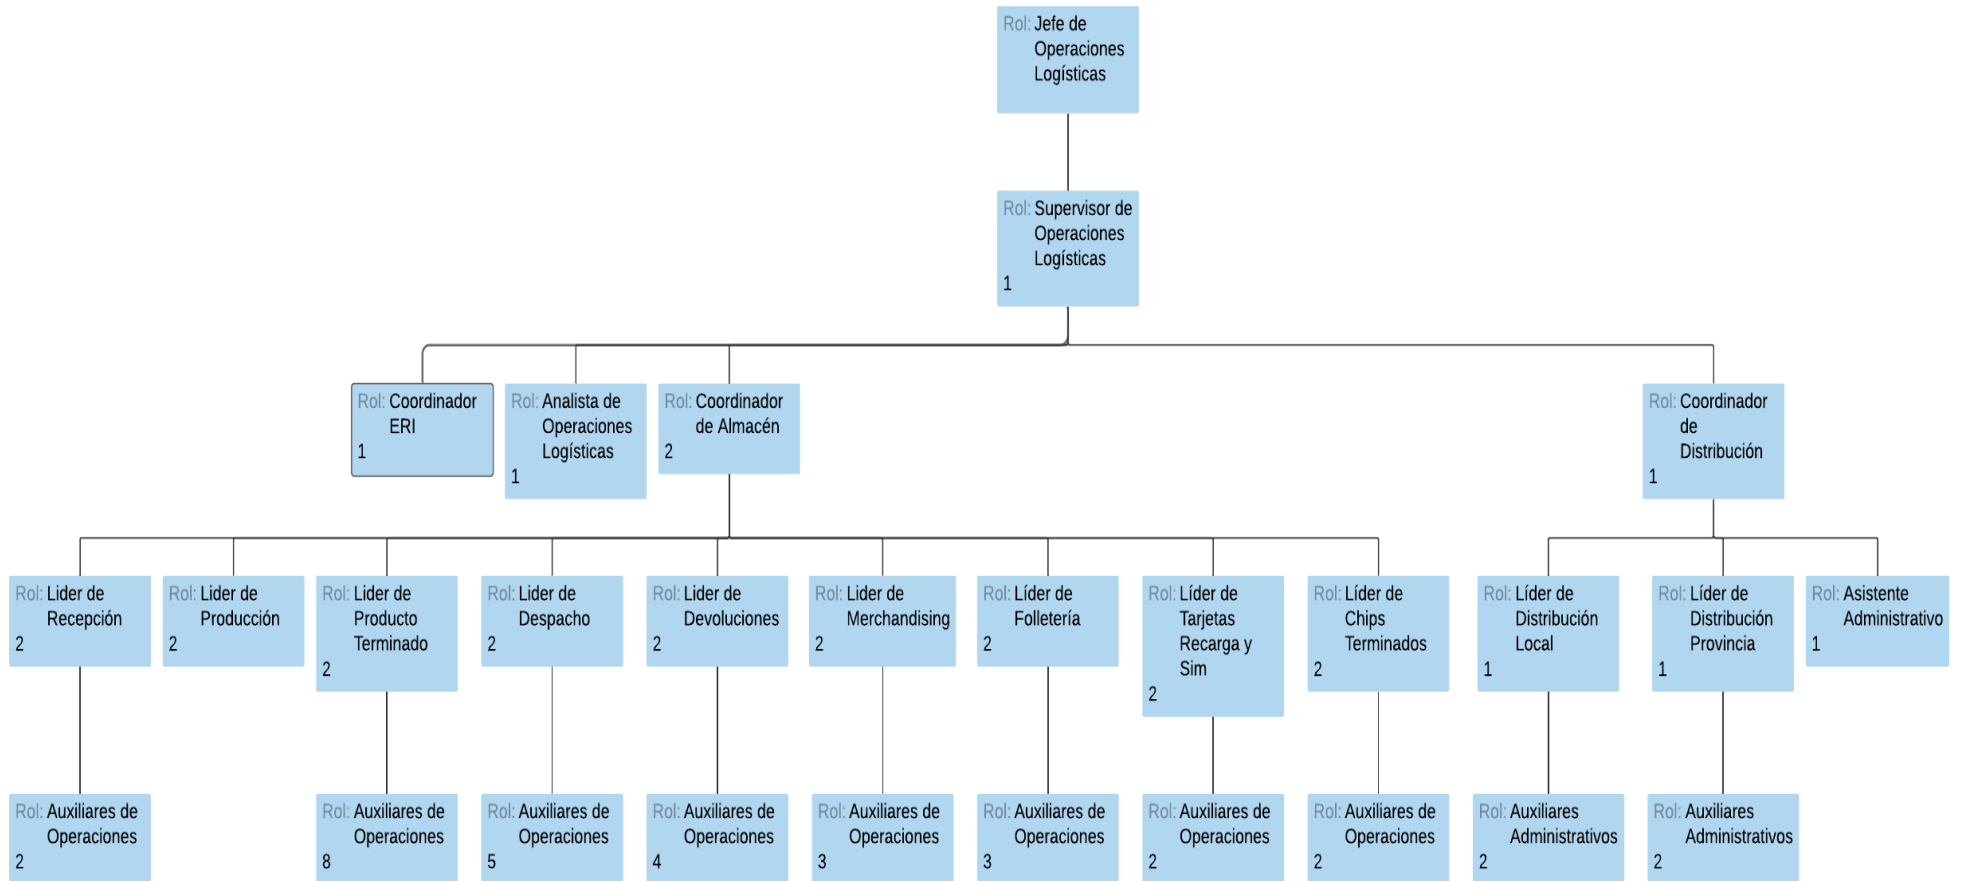 Rol: Jefe de
Operaciones
Logísticas
Rol: Supervisor de
Operaciones
Logísticas
1
Rol: Coordinador
ERI
1
Rol: Analista de
Operaciones
Logísticas
1
Rol: Coordinador
de Almacén
2
Rol: Coordinador
de
Distribución
1
Rol: Lider de
Recepción
2
Rol: Lider de
Producción
2
Rol: Lider de
Producto
Terminado
2
Rol: Lider de
Despacho
2
Rol: Lider de
Devoluciones
2
Rol: Lider de
Merchandising
2
Rol: Líder de
Folletería
2
Rol: Líder de
Tarjetas
Recarga y
Sim
2
Rol: Líder de
Chips
Terminados
2
Rol: Líder de
Distribución
Local
1
Rol: Líder de
Distribución
Provincia
1
Rol: Asistente
Administrativo
1
Rol: Auxiliares de
Operaciones
2
Rol: Auxiliares de
Operaciones
8
Rol: Auxiliares de
Operaciones
5
Rol: Auxiliares de
Operaciones
4
Rol: Auxiliares de
Operaciones
3
Rol: Auxiliares de
Operaciones
3
Rol: Auxiliares de
Operaciones
2
Rol: Auxiliares de
Operaciones
2
Rol: Auxiliares
Administrativos
2
Rol: Auxiliares
Administrativos
2